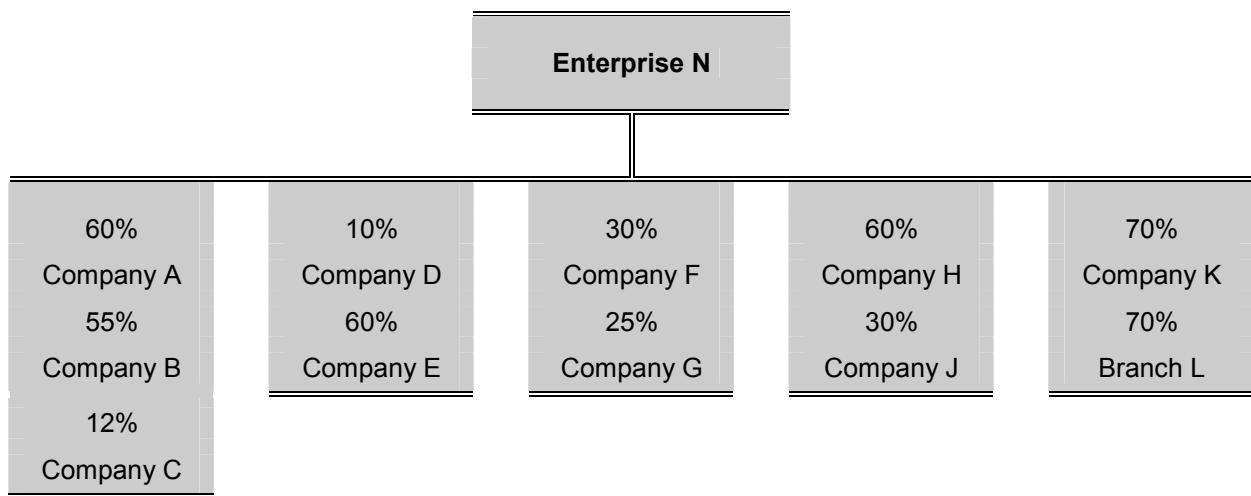 Enterprise N
60%
Company A
55%
Company B
12%
Company C
10%
Company D
60%
Company E
30%
Company F
25%
Company G
60%
Company H
30%
Company J
70%
Company K
70%
Branch L